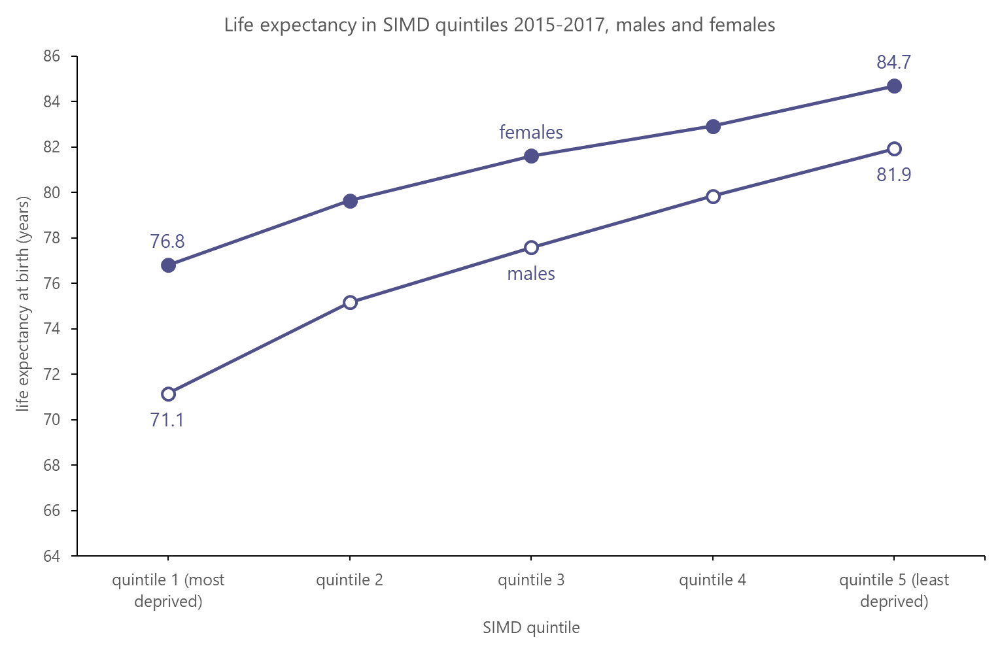 Life expectancy in SIMD quintiles 2015-2017, males and females
86
84
82
80
78
76
74
72
70
68
66
64
life expectancy at birth (years)
84.7
females
81.9
76.8
males
71.1
quintile 1 (most
deprived)
quintile 2
quintile 3
quintile 4
quintile 5 (least
deprived)
SIMD quintile